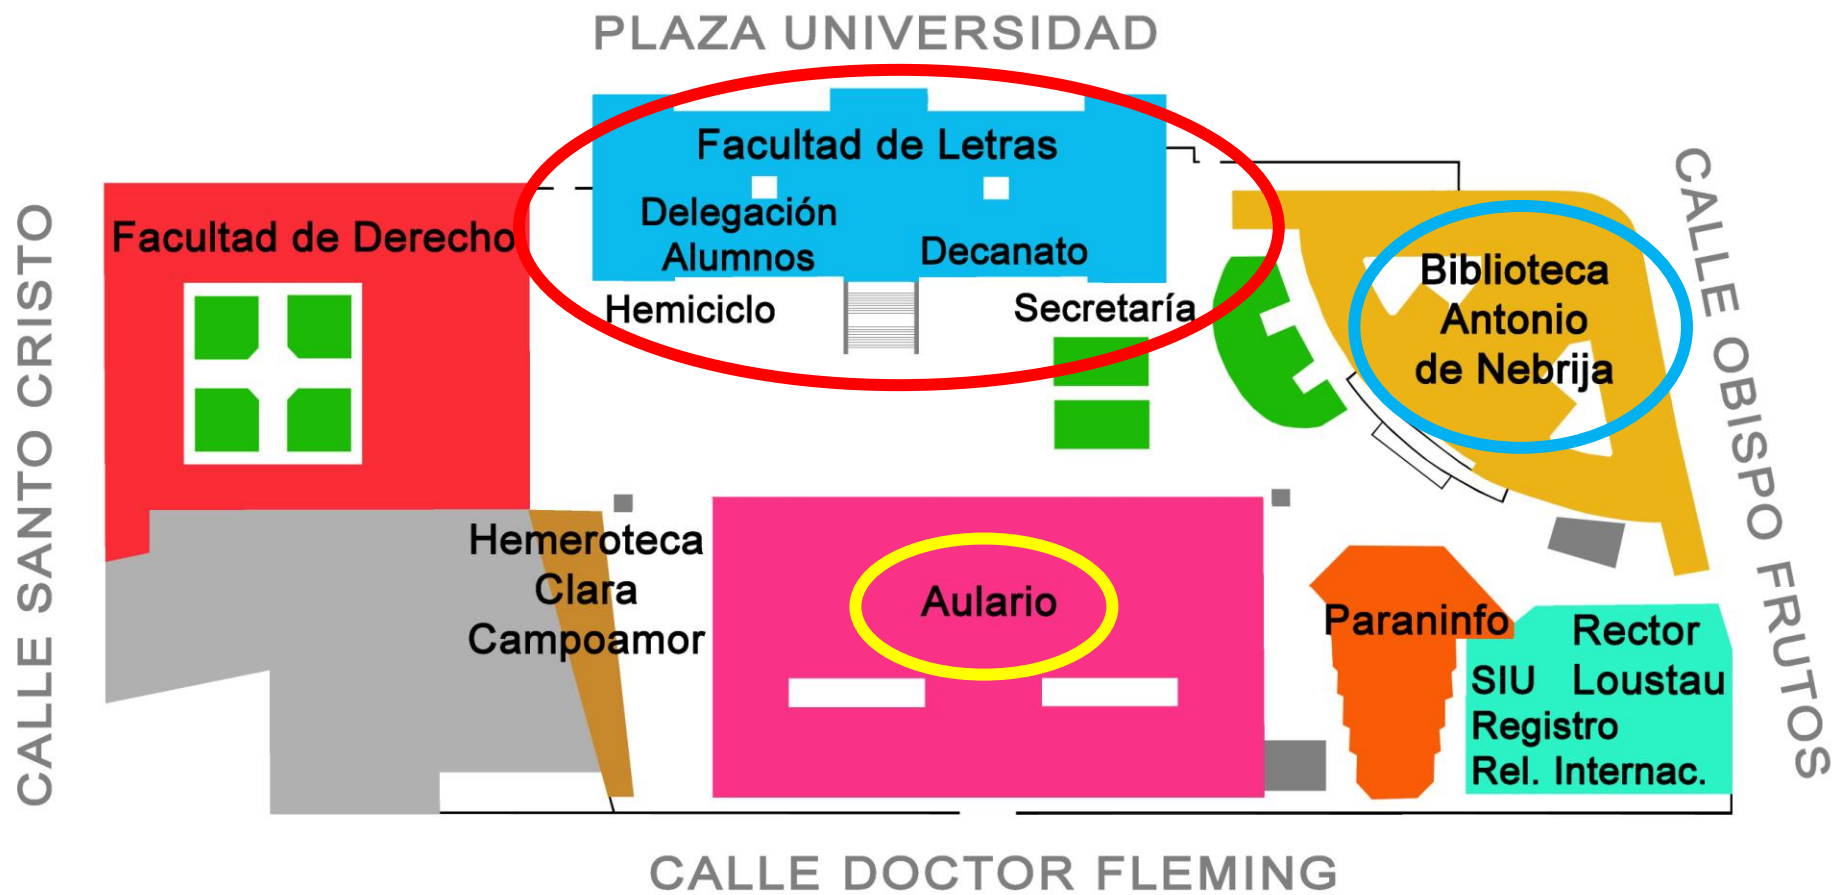 PLAZA UNIVERSIDAD
Facultad de Letras
Delegación
Alumnos
Decanato
Hemiciclo
Secretaría
Facultad de Derecho
CALLE SANTO CRISTO
Biblioteca
Antonio
de Nebrija
CALLE OBISPO FRUTOS
Hemeroteca
Clara
Campoamor
Aulario
Paraninfo
Rector
SIU Loustau
Registro
Rel. Internac.
CALLE DOCTOR FLEMING